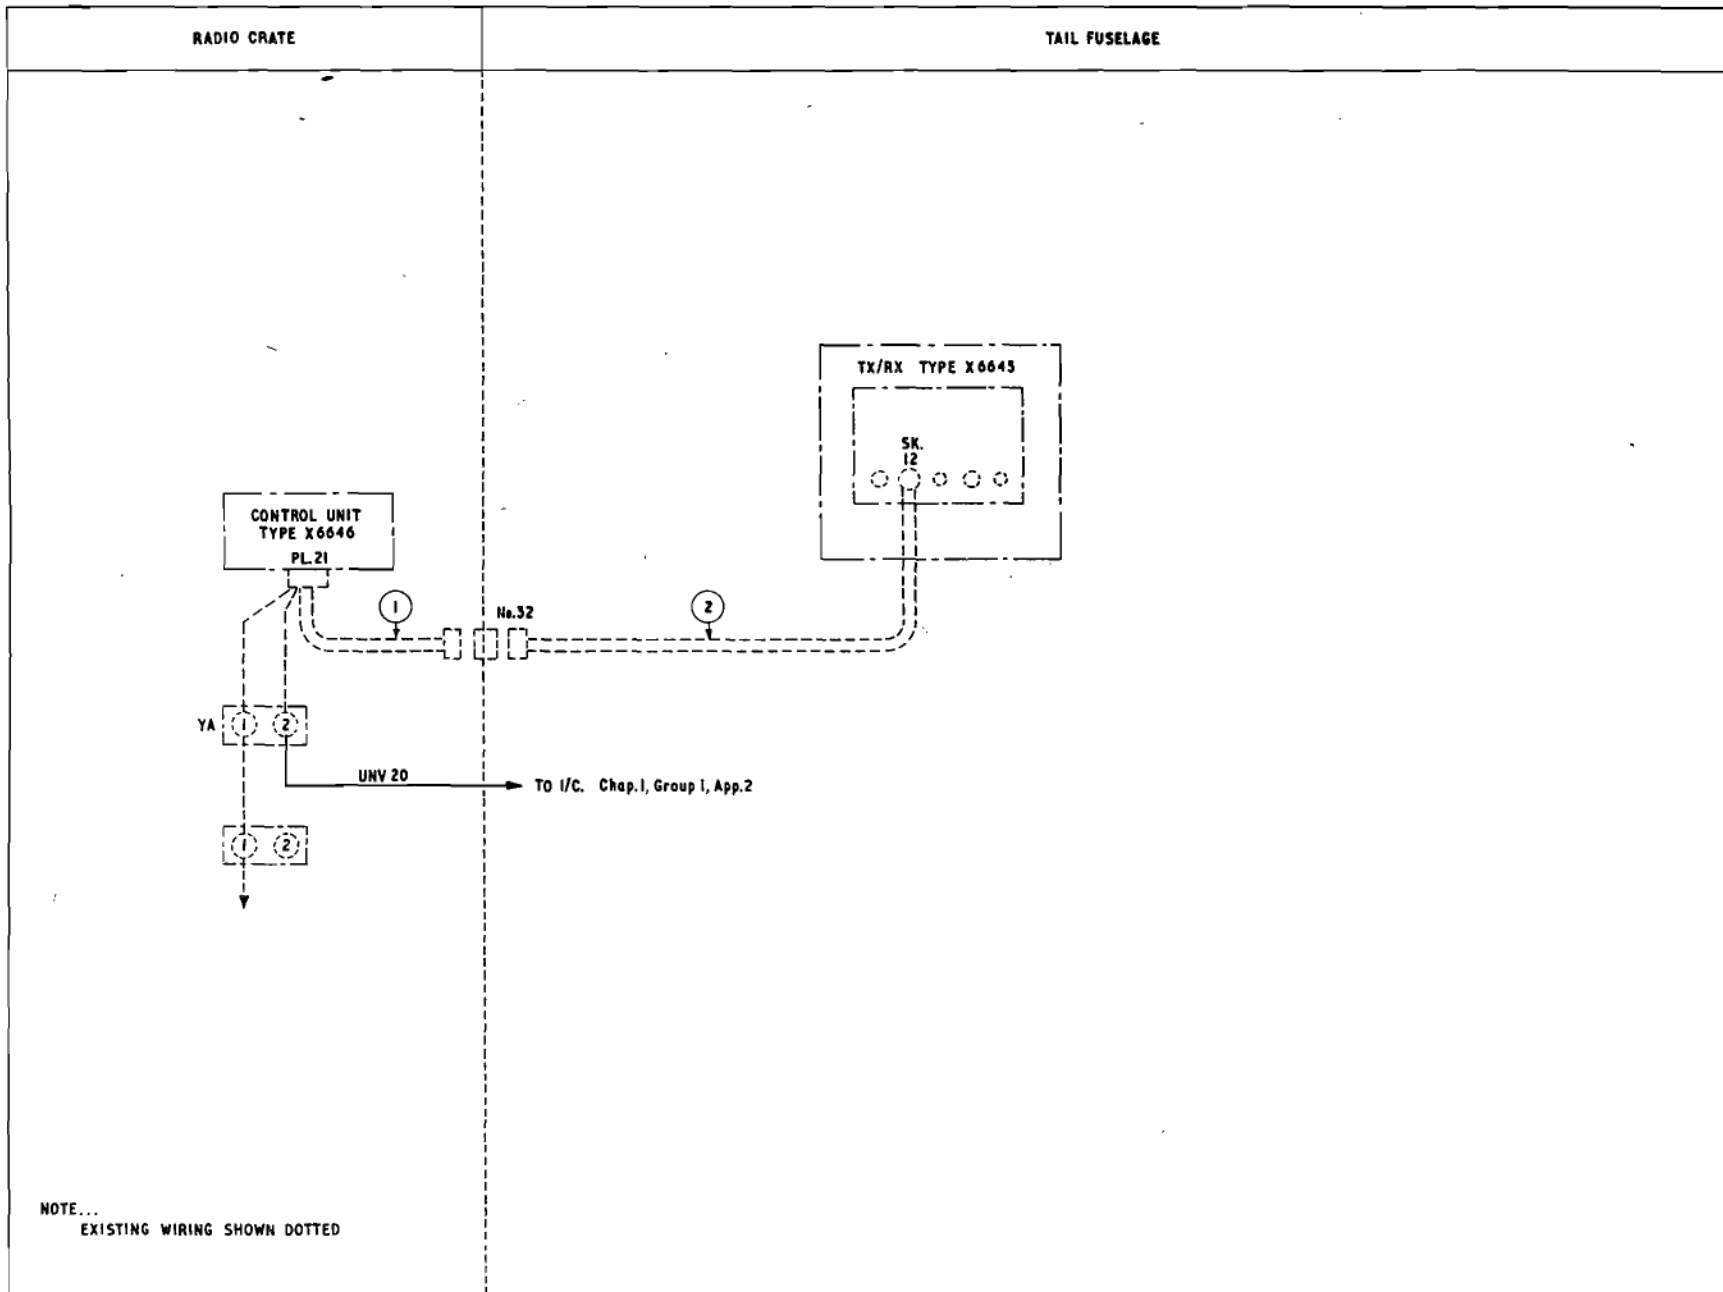 RADIO CRATE
TAIL FUSELAGE
TX/RX TYPE X6645
SK.
12
CONTROL UNIT
TYPE X6646
PL.21
1
No.32
2
YA 1 2
UNV 20
TO I/C. Chap.1, Group 1, App.2
1 2
NOTE...
EXISTING WIRING SHOWN DOTTED